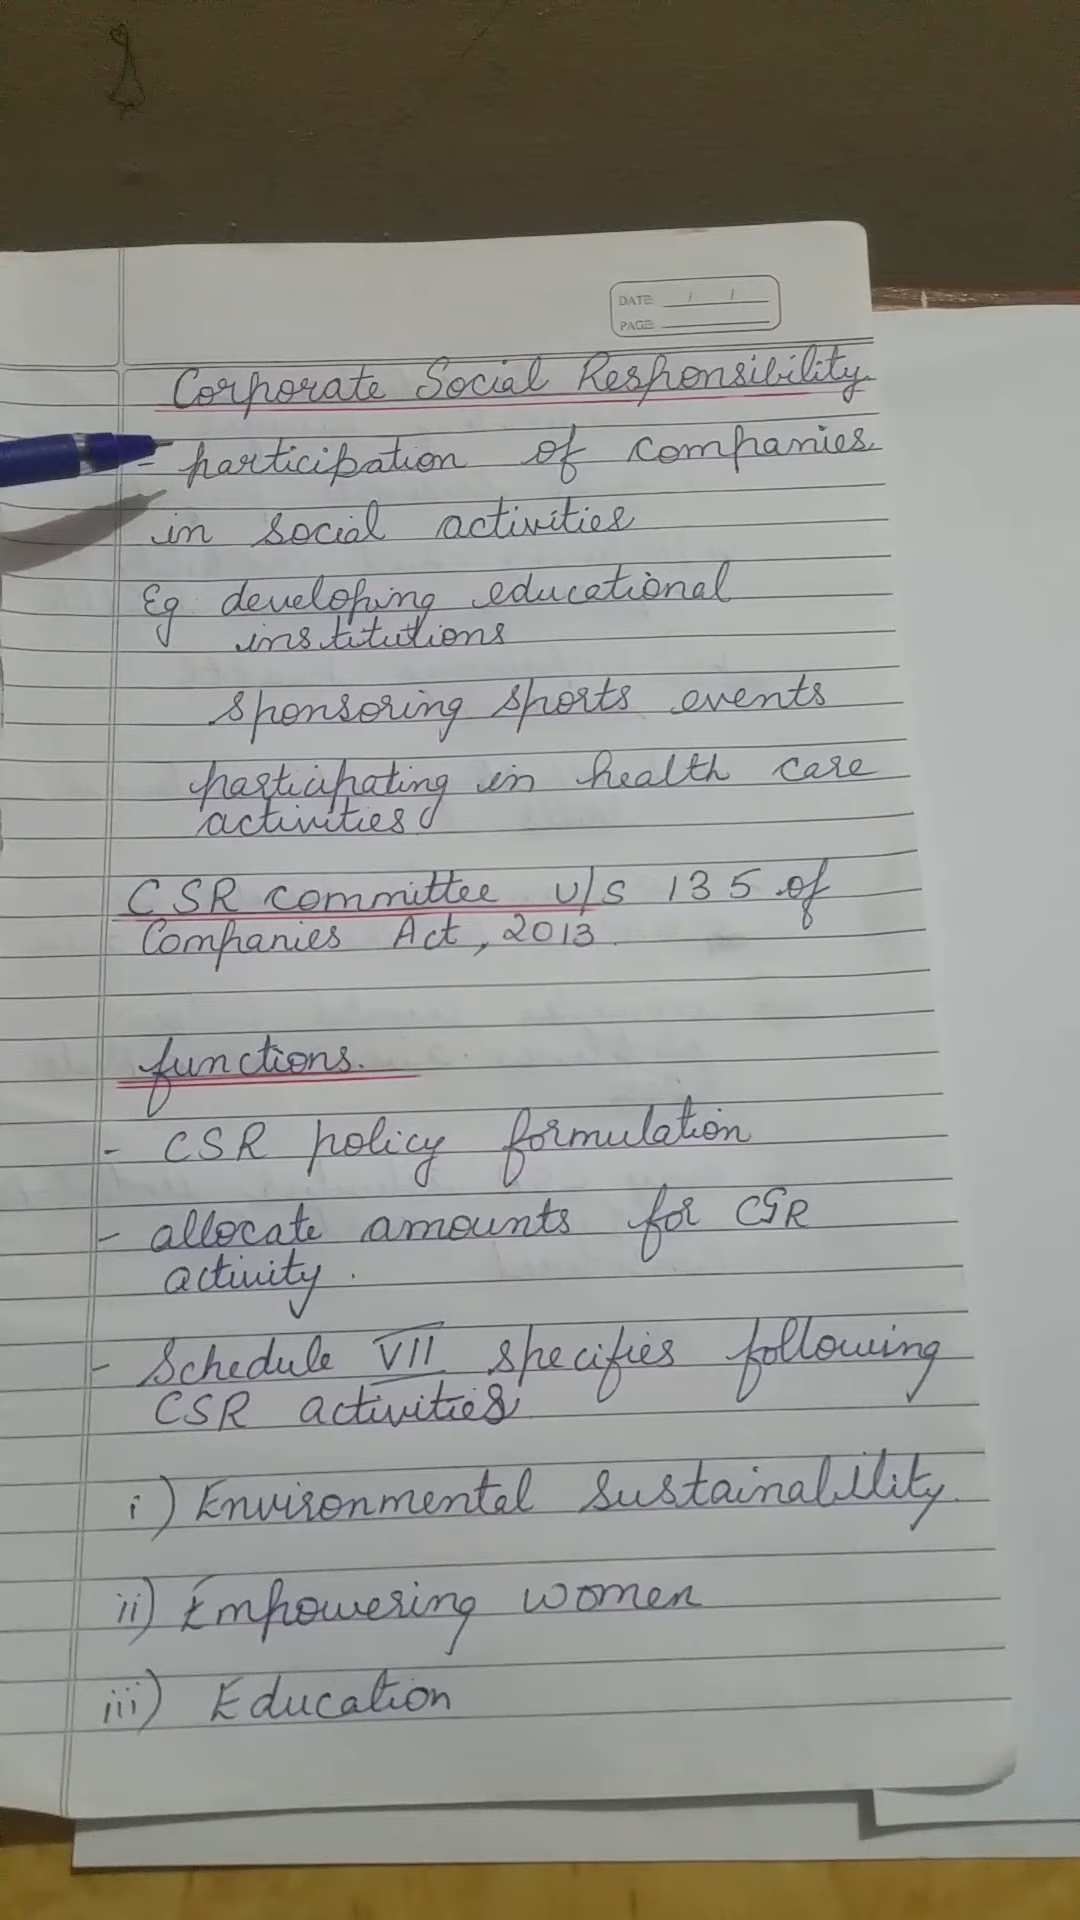 DATE / /
PAGE
Corporate Social Responsibility
- participation of companies
in social activities
Eg developing educational
institutions
sponsoring sports events
participating in health care
activities
CSR committee u/s 135 of
Companies Act, 2013.
functions.
- CSR policy formulation
- allocate amounts for CSR
activity.
- Schedule VII specifies following
CSR activities
i) Environmental Sustainability.
ii) Empowering women
iii) Education